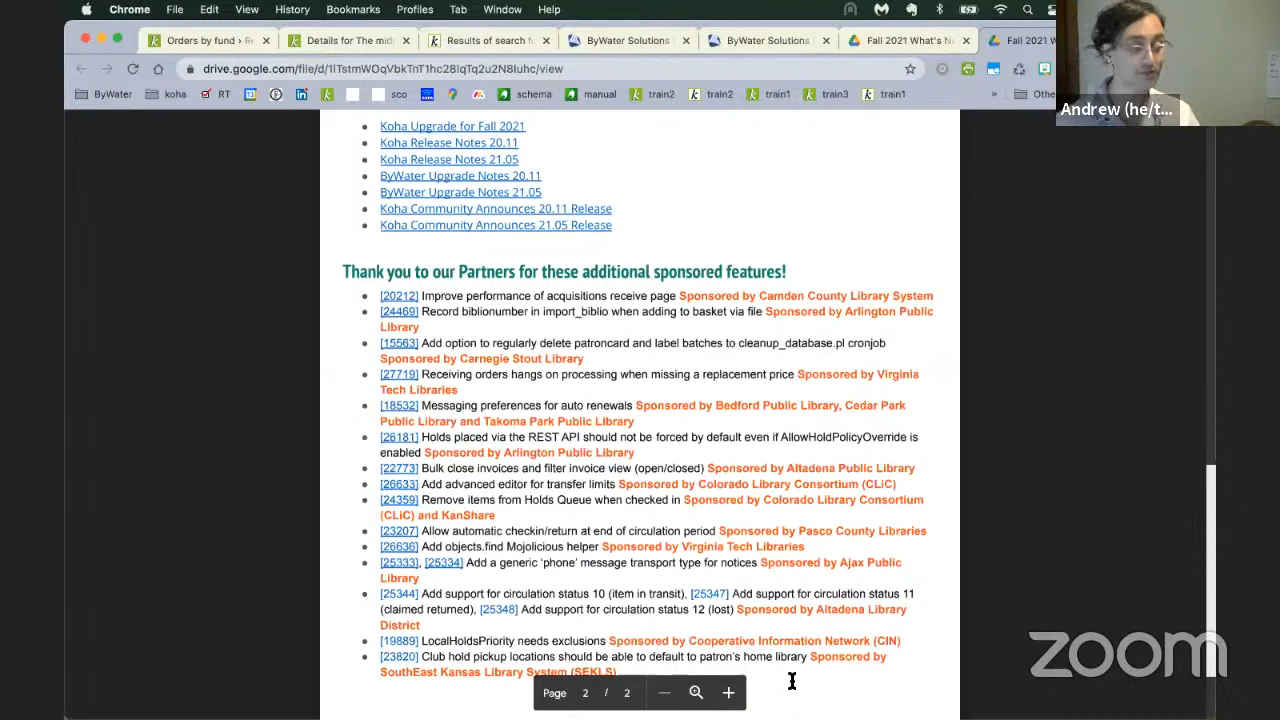 Chrome File Edit View History Bookmarks Profiles Tab Window Help
Orders by fund › Re × Details for The mid × Results of search f × ByWater Solutions × ByWater Solutions × Fall 2021 What's N × Fall 2021 W
drive.google.com/file/d/
ByWater koha RT sco schema manual train2 train2 train1 train3 train1 » Othe
Andrew (he/t...
Koha Upgrade for Fall 2021
Koha Release Notes 20.11
Koha Release Notes 21.05
ByWater Upgrade Notes 20.11
ByWater Upgrade Notes 21.05
Koha Community Announces 20.11 Release
Koha Community Announces 21.05 Release
Thank you to our Partners for these additional sponsored features!
[20212] Improve performance of acquisitions receive page Sponsored by Camden County Library System
[24469] Record biblionumber in import_biblio when adding to basket via file Sponsored by Arlington Public
Library
[15563] Add option to regularly delete patroncard and label batches to cleanup_database.pl cronjob
Sponsored by Carnegie Stout Library
[27719] Receiving orders hangs on processing when missing a replacement price Sponsored by Virginia
Tech Libraries
[18532] Messaging preferences for auto renewals Sponsored by Bedford Public Library, Cedar Park
Public Library and Takoma Park Public Library
[26181] Holds placed via the REST API should not be forced by default even if AllowHoldPolicyOverride is
enabled Sponsored by Arlington Public Library
[22773] Bulk close invoices and filter invoice view (open/closed) Sponsored by Altadena Public Library
[26633] Add advanced editor for transfer limits Sponsored by Colorado Library Consortium (CLiC)
[24359] Remove items from Holds Queue when checked in Sponsored by Colorado Library Consortium
(CLiC) and KanShare
[23207] Allow automatic checkin/return at end of circulation period Sponsored by Pasco County Libraries
[26636] Add objects.find Mojolicious helper Sponsored by Virginia Tech Libraries
[25333], [25334] Add a generic ‘phone’ message transport type for notices Sponsored by Ajax Public
Library
[25344] Add support for circulation status 10 (item in transit), [25347] Add support for circulation status 11
(claimed returned), [25348] Add support for circulation status 12 (lost) Sponsored by Altadena Library
District
[19889] LocalHoldsPriority needs exclusions Sponsored by Cooperative Information Network (CIN)
[23820] Club hold pickup locations should be able to default to patron’s home library Sponsored by
SouthEast Kansas Library System (SEKLS)
Page 2 / 2
zoom